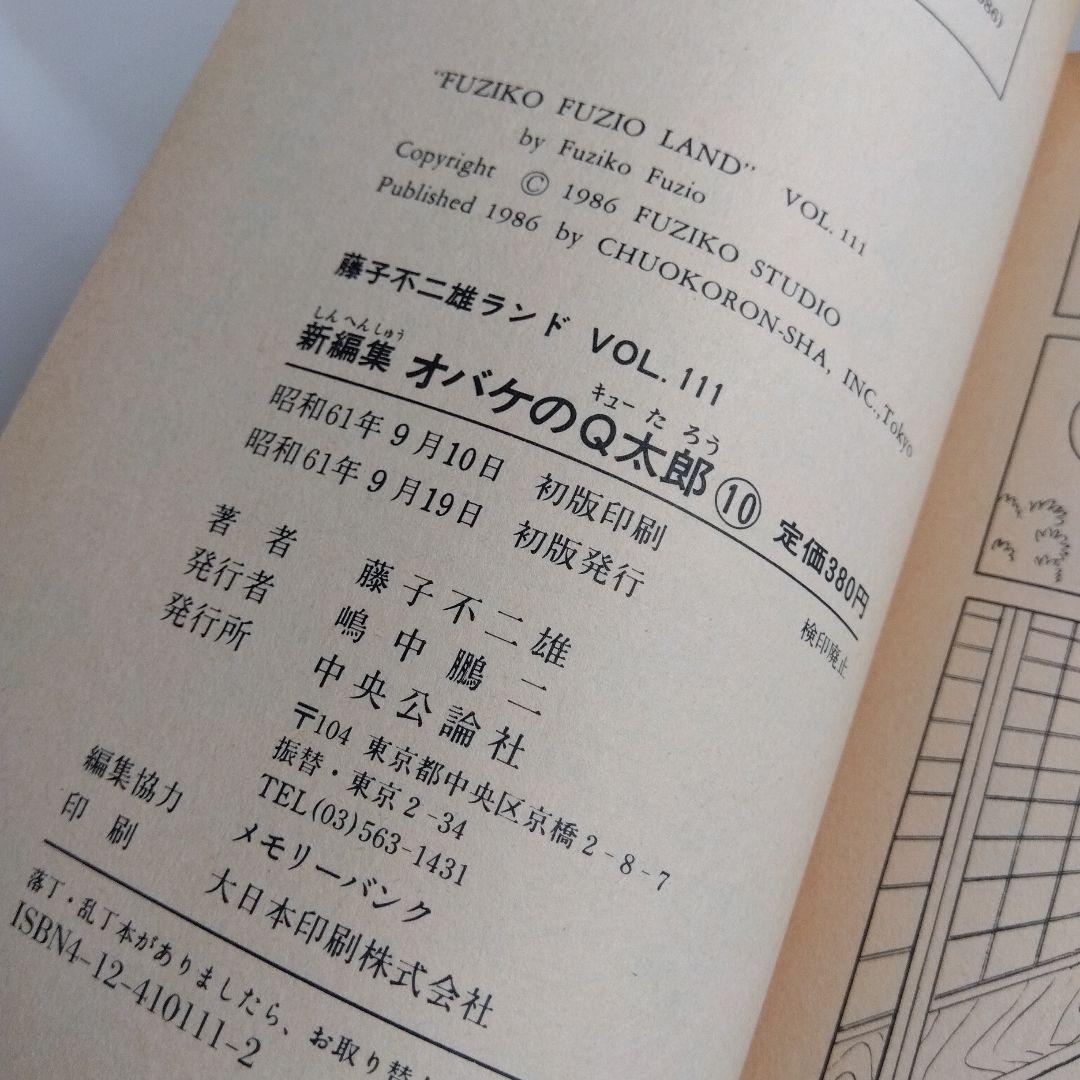 986)
"FUZIKO FUZIO LAND" VOL. 111
by Fuziko Fuzio
Copyright © 1986 FUZIKO STUDIO
Published 1986 by CHUOKORON-SHA, INC., Tokyo
藤子不二雄ランド VOL. 111
しんへんしゅう キューたろう
新編集 オバケのQ太郎⑩ 定価380円
昭和61年9月10日 初版印刷
昭和61年9月19日 初版発行
検印廃止
著者 藤子不二雄
発行者 嶋中鵬二
発行所 中央公論社
〒104 東京都中央区京橋2-8-7
振替・東京2-34
TEL(03)563-1431
編集協力 メモリーバンク
印刷 大日本印刷株式会社
落丁・乱丁本がありましたら、お取り替
ISBN4-12-410111-2